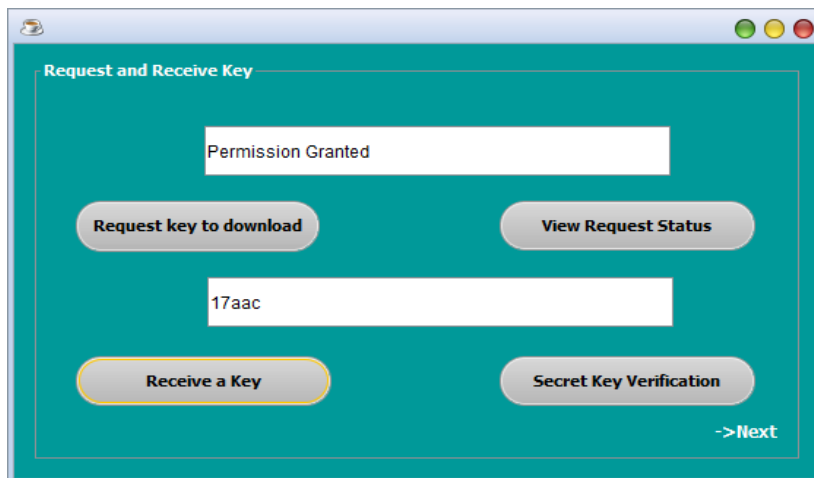 Request and Receive Key
Permission Granted
Request key to download
View Request Status
17aac
Receive a Key
Secret Key Verification
->Next